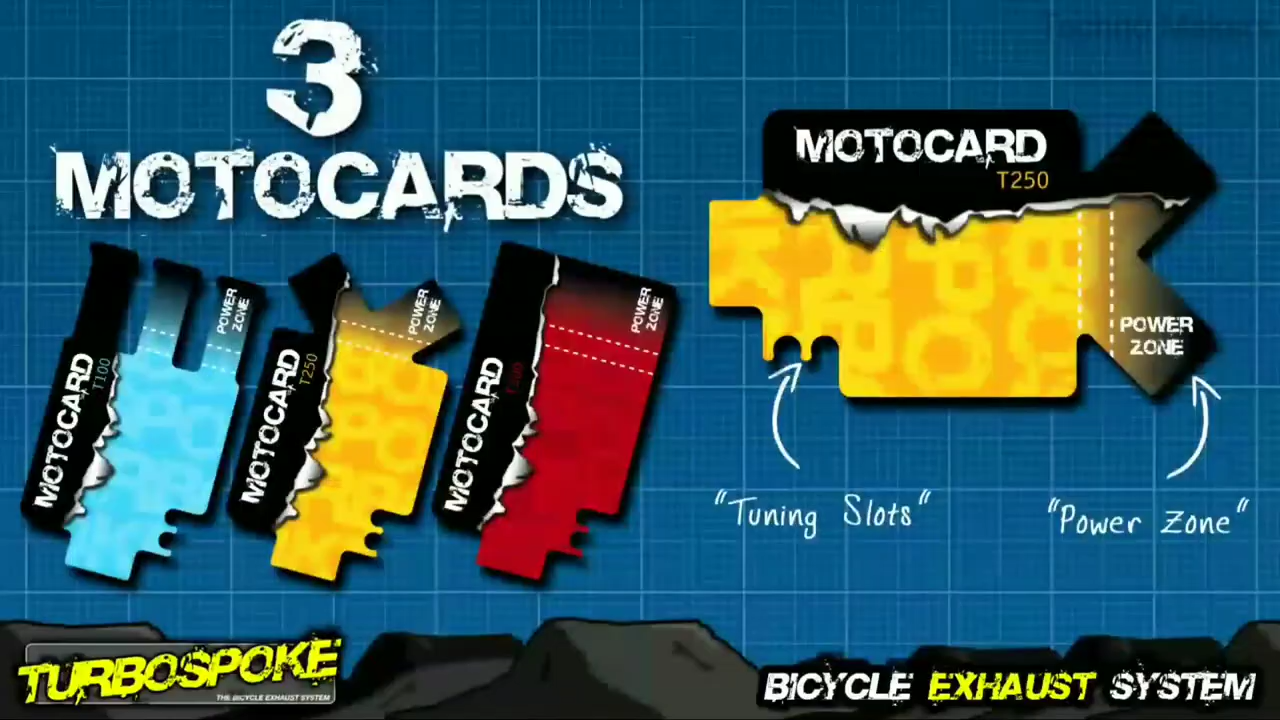 3
MOTOCARDS
MOTOCARD
T250
POWER
ZONE
MOTOCARD T100
POWER
ZONE
MOTOCARD T250
POWER
ZONE
MOTOCARD
POWER
ZONE
"Tuning Slots"
"Power Zone"
TURBOSPOKE
THE BICYCLE EXHAUST SYSTEM
BICYCLE EXHAUST SYSTEM